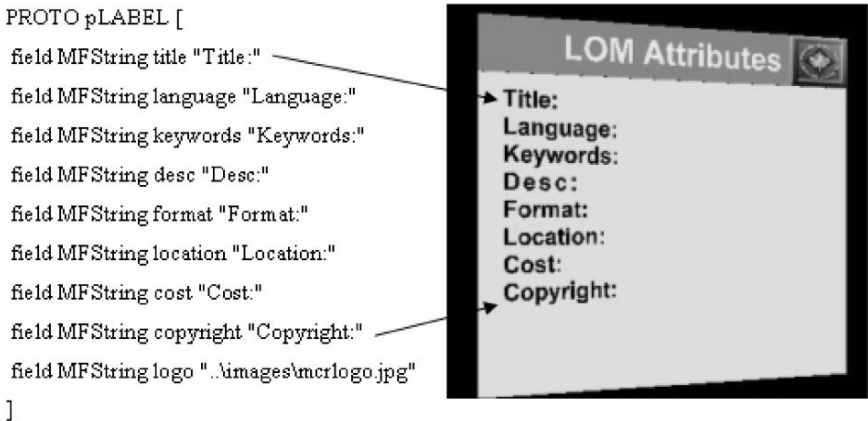 PROTO pLABEL [
field MFString title "Title:"
field MFString language "Language:"
field MFString keywords "Keywords:"
field MFString desc "Desc:"
field MFString format "Format:"
field MFString location "Location:"
field MFString cost "Cost:"
field MFString copyright "Copyright:"
field MFString logo "..\images\mcrlogo.jpg"
]
LOM Attributes
Title:
Language:
Keywords:
Desc:
Format:
Location:
Cost:
Copyright: